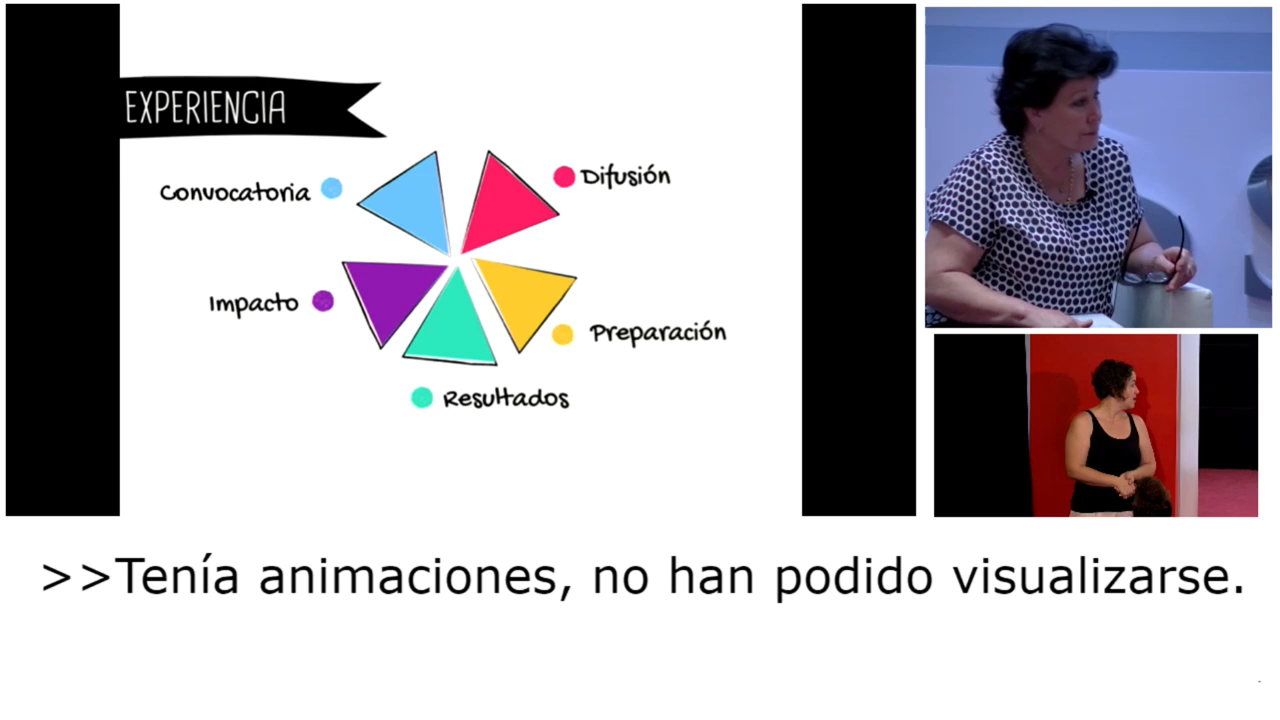 EXPERIENCIA
Convocatoria
Difusión
Impacto
Preparación
Resultados
>>Tenía animaciones, no han podido visualizarse.